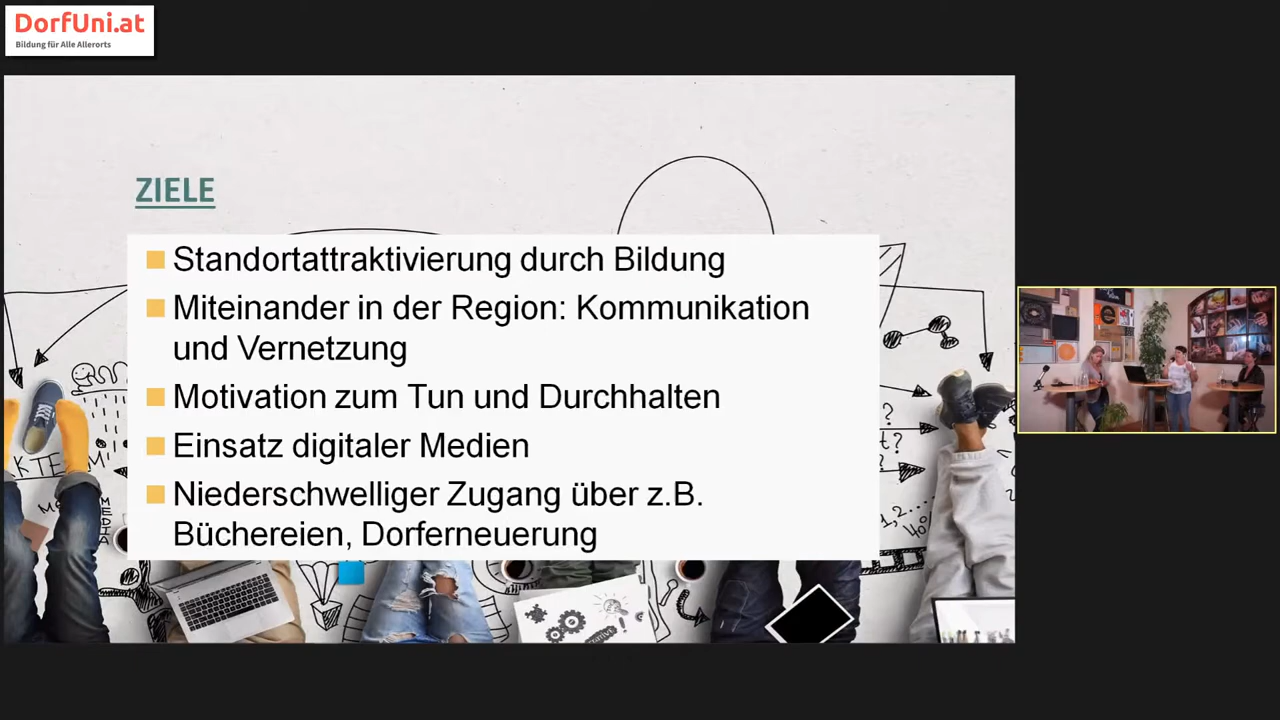 DorfUni.at
Bildung für Alle Allerorts
ZIELE
Standortattraktivierung durch Bildung
Miteinander in der Region: Kommunikation
und Vernetzung
Motivation zum Tun und Durchhalten
Einsatz digitaler Medien
Niederschwelliger Zugang über z.B.
Büchereien, Dorferneuerung